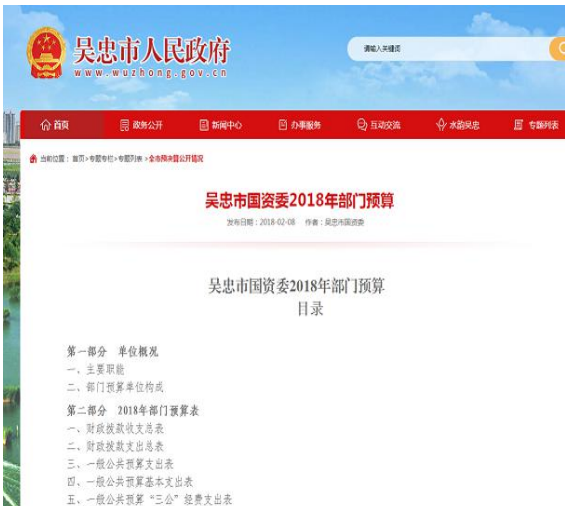 吴忠市人民政府
www.wuzhong.gov.cn
请输入关键词
首页 政务公开 新闻中心 办事服务 互动交流 水韵吴忠 专题列表
当前位置：首页>专题专栏>专题列表>全市预决算公开情况
吴忠市国资委2018年部门预算
发布日期：2018-02-08 作者：吴忠市国资委
吴忠市国资委2018年部门预算
目录
第一部分 单位概况
一、主要职能
二、部门预算单位构成
第二部分 2018年部门预算表
一、财政拨款收支总表
二、财政拨款支出总表
三、一般公共预算支出表
四、一般公共预算基本支出表
五、一般公共预算“三公”经费支出表